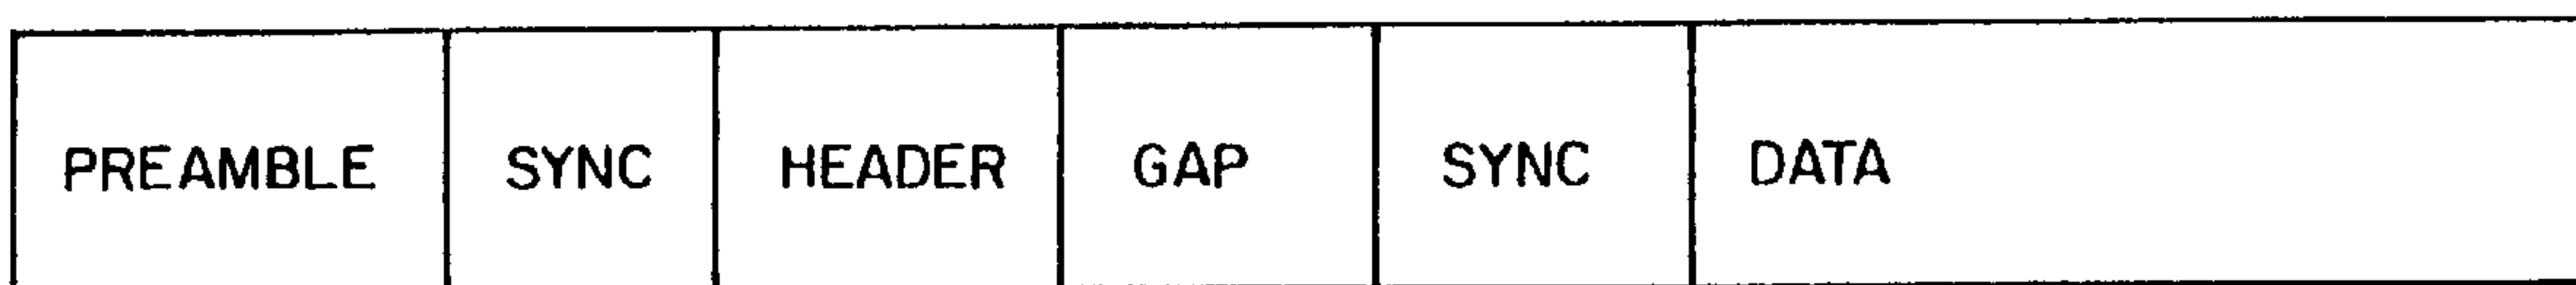 PREAMBLE SYNC HEADER GAP SYNC DATA